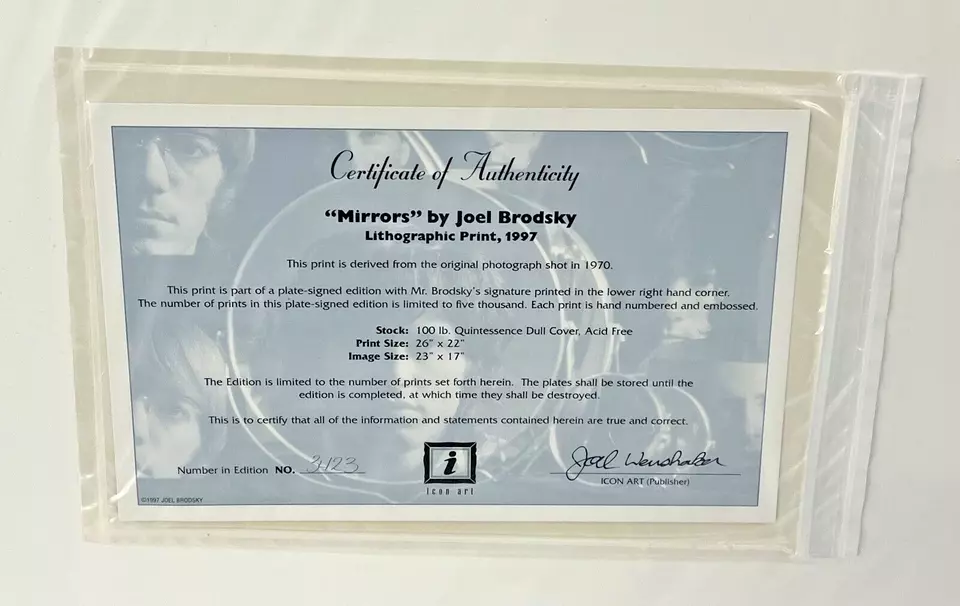 Certificate of Authenticity
“Mirrors” by Joel Brodsky
Lithographic Print, 1997
This print is derived from the original photograph shot in 1970.
This print is part of a plate-signed edition with Mr. Brodsky's signature printed in the lower right hand corner.
The number of prints in this plate-signed edition is limited to five thousand. Each print is hand numbered and embossed.
Stock: 100 lb. Quintessence Dull Cover, Acid Free
Print Size: 26" x 22"
Image Size: 23" x 17"
The Edition is limited to the number of prints set forth herein. The plates shall be stored until the
edition is completed, at which time they shall be destroyed.
This is to certify that all of the information and statements contained herein are true and correct.
Number in Edition NO. 3123
i
icon art
Joel
ICON ART (Publisher)
©1997 JOEL BRODSKY